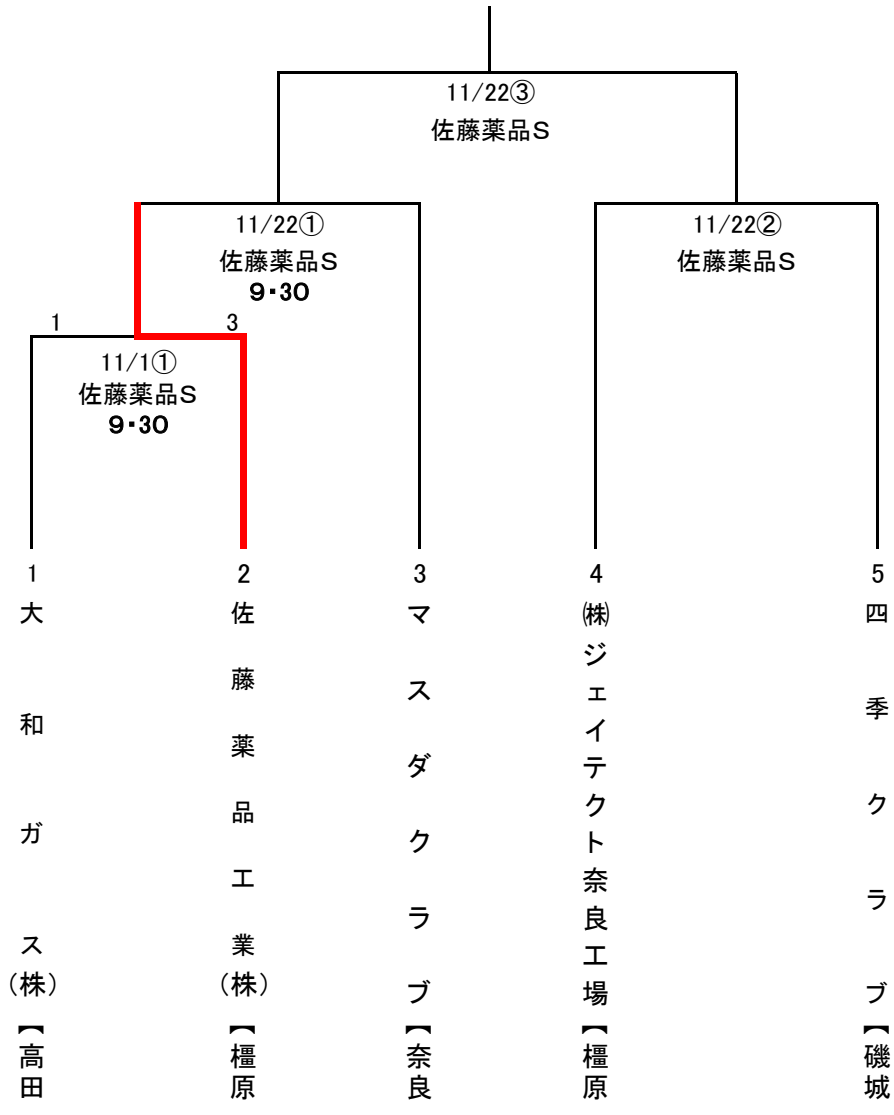 11/22③
佐藤薬品S
11/22①
佐藤薬品S
9・30
11/22②
佐藤薬品S
1
3
11/1①
佐藤薬品S
9・30
1
大和ガス(株)【高田
2
佐藤薬品工業(株)【橿原
3
マスダクラブ【奈良
4
㈱ジェイテクト奈良工場【橿原
5
四季クラブ【磯城